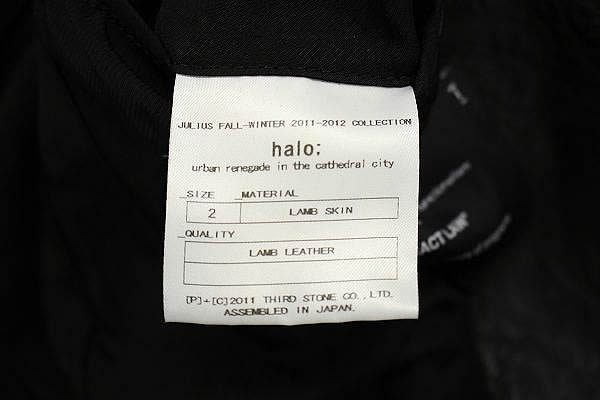 JULIUS FALL-WINTER 2011-2012 COLLECTION
halo;
urban renegade in the cathedral city
_SIZE _MATERIAL
2 LAMB SKIN
_QUALITY
LAMB LEATHER
[P]+[C]2011 THIRD STONE CO.,LTD.
ASSEMBLED IN JAPAN.